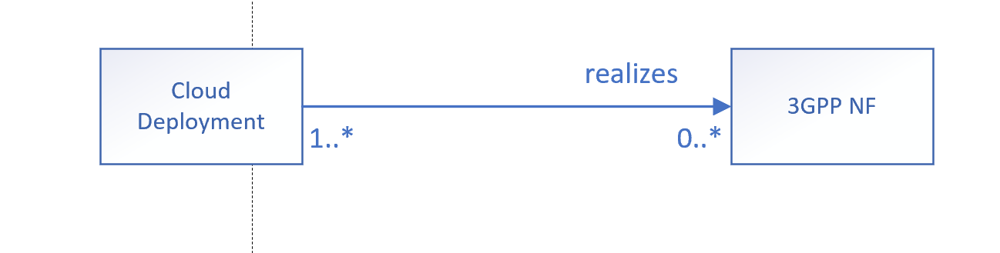 Cloud
Deployment
realizes
1..*
0..*
3GPP NF